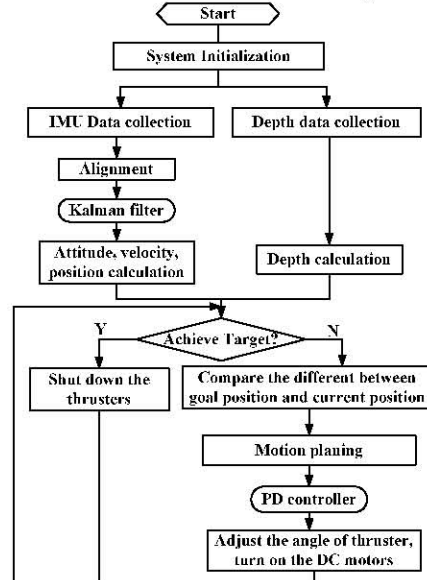 Start
System Initialization
IMU Data collection
Depth data collection
Alignment
Kalman filter
Attitude, velocity,
position calculation
Depth calculation
Y
Achieve Target?
N
Shut down the
thrusters
Compare the different between
goal position and current position
Motion planing
PD controller
Adjust the angle of thruster,
turn on the DC motors